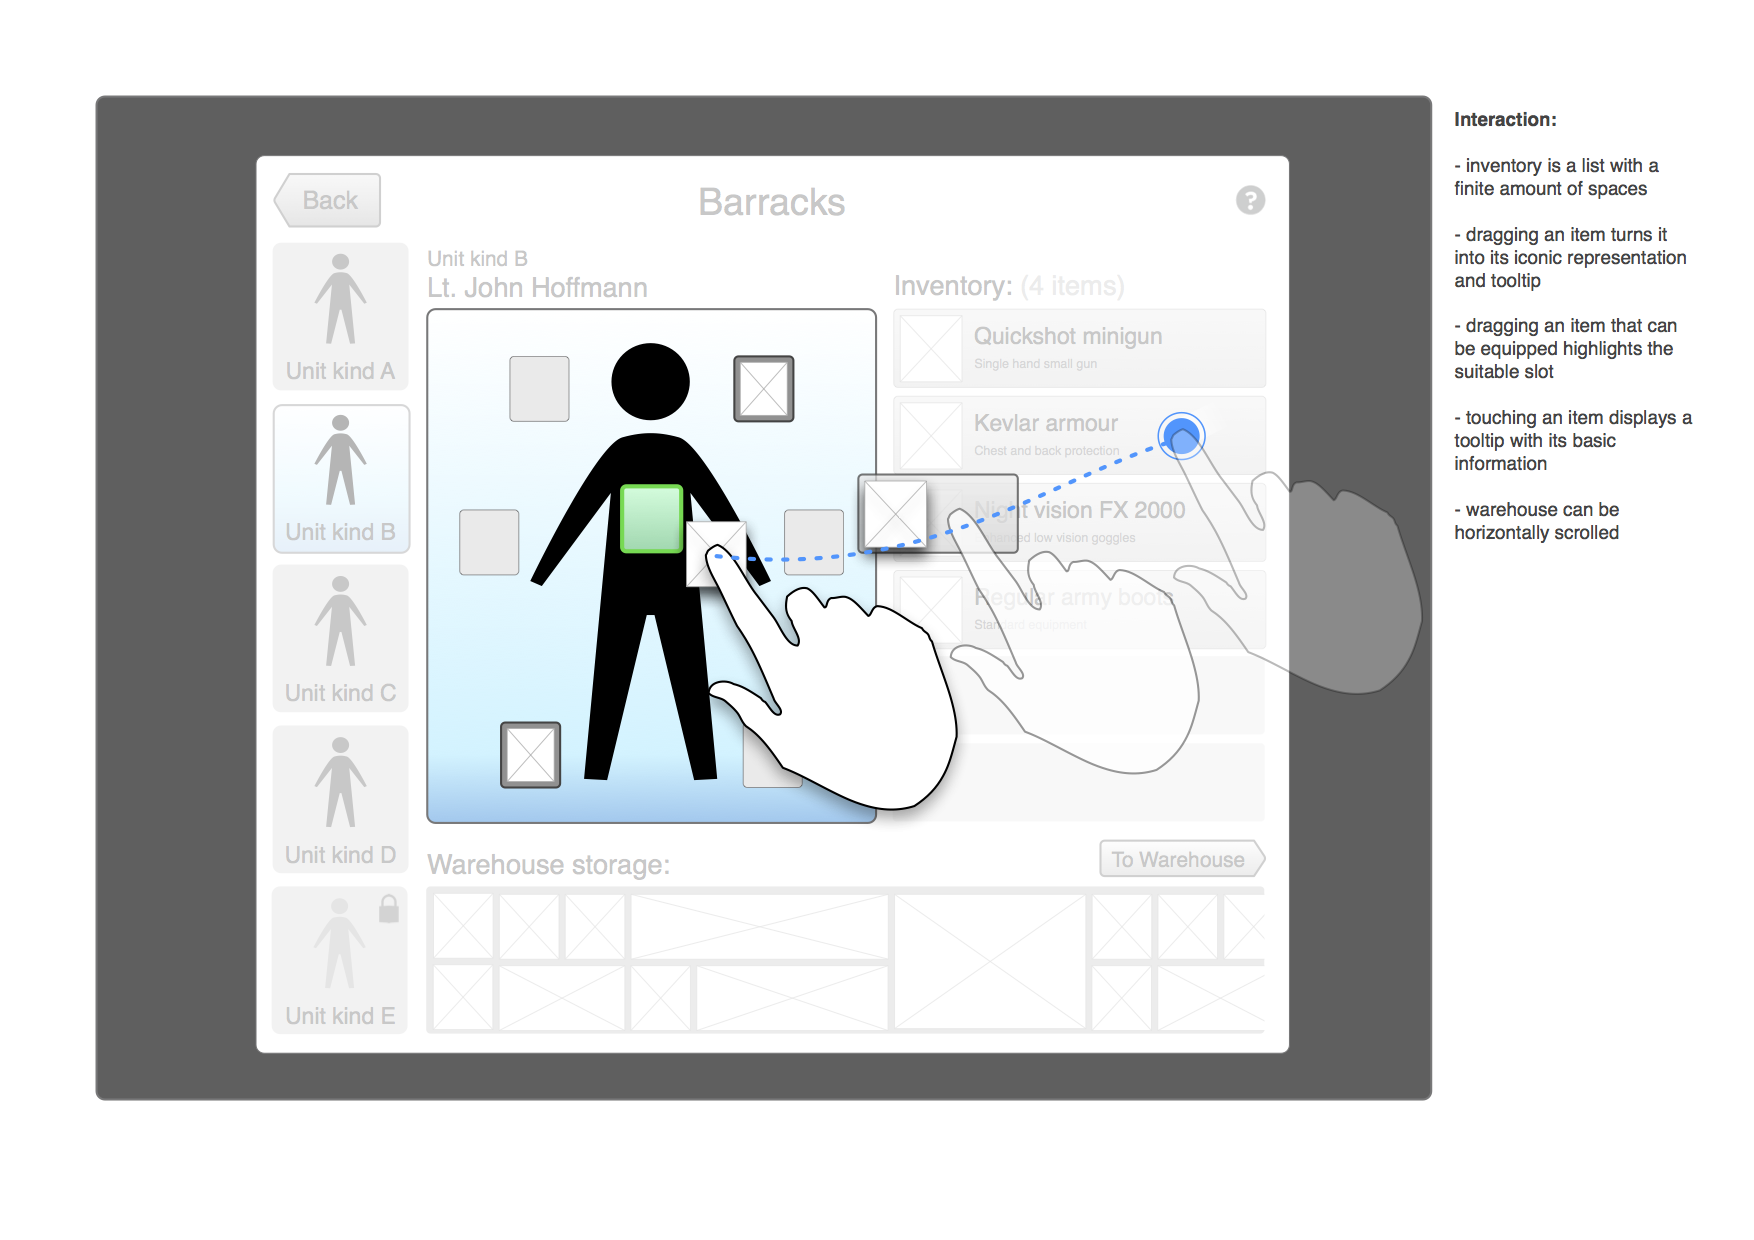 Back
Barracks
?
Unit kind A
Unit kind B
Unit kind C
Unit kind D
Unit kind E
Unit kind B
Lt. John Hoffmann
Inventory: (4 items)
Quickshot minigun
Single hand small gun
Kevlar armour
Chest and back protection
Night vision FX 2000
Enhanced low vision goggles
Regular army boots
Standard equipment
Warehouse storage:
To Warehouse
Interaction:
- inventory is a list with a
finite amount of spaces
- dragging an item turns it
into its iconic representation
and tooltip
- dragging an item that can
be equipped highlights the
suitable slot
- touching an item displays a
tooltip with its basic
information
- warehouse can be
horizontally scrolled